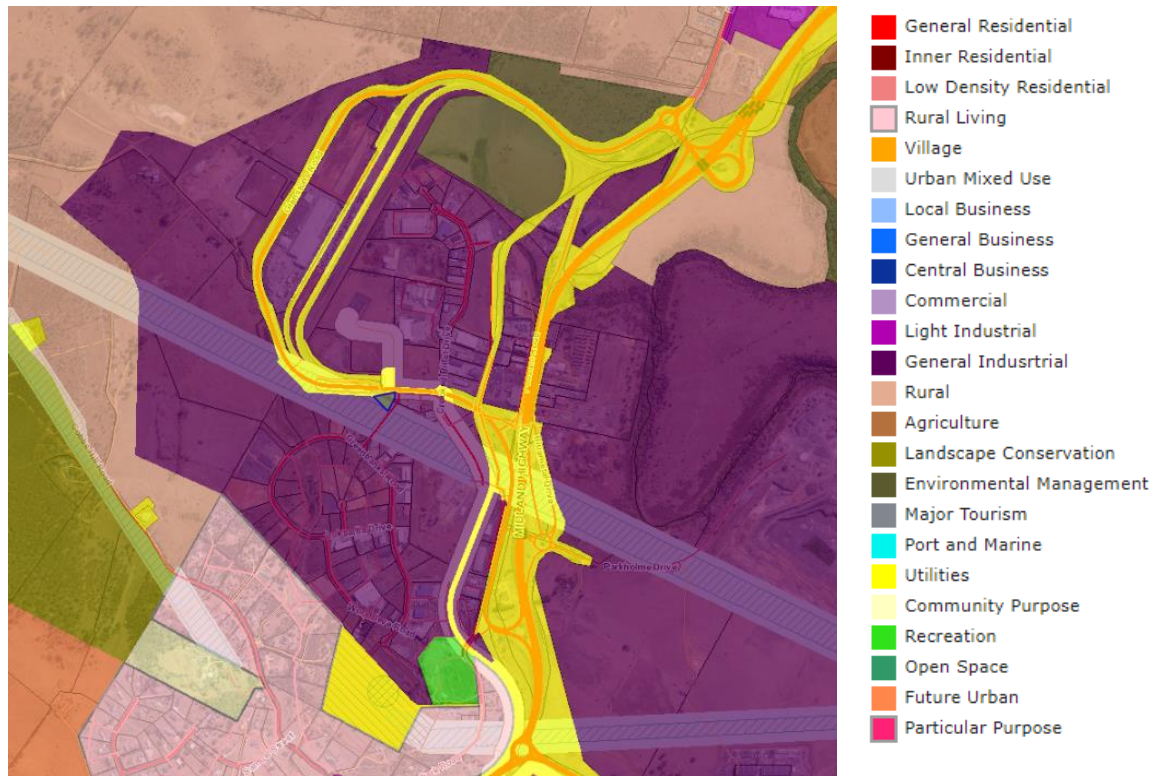 General Residential
Inner Residential
Low Density Residential
Rural Living
Village
Urban Mixed Use
Local Business
General Business
Central Business
Commercial
Light Industrial
General Indusrtrial
Rural
Agriculture
Landscape Conservation
Environmental Management
Major Tourism
Port and Marine
Utilities
Community Purpose
Recreation
Open Space
Future Urban
Particular Purpose
MIDLAND HIGHWAY
Parkholme Drive